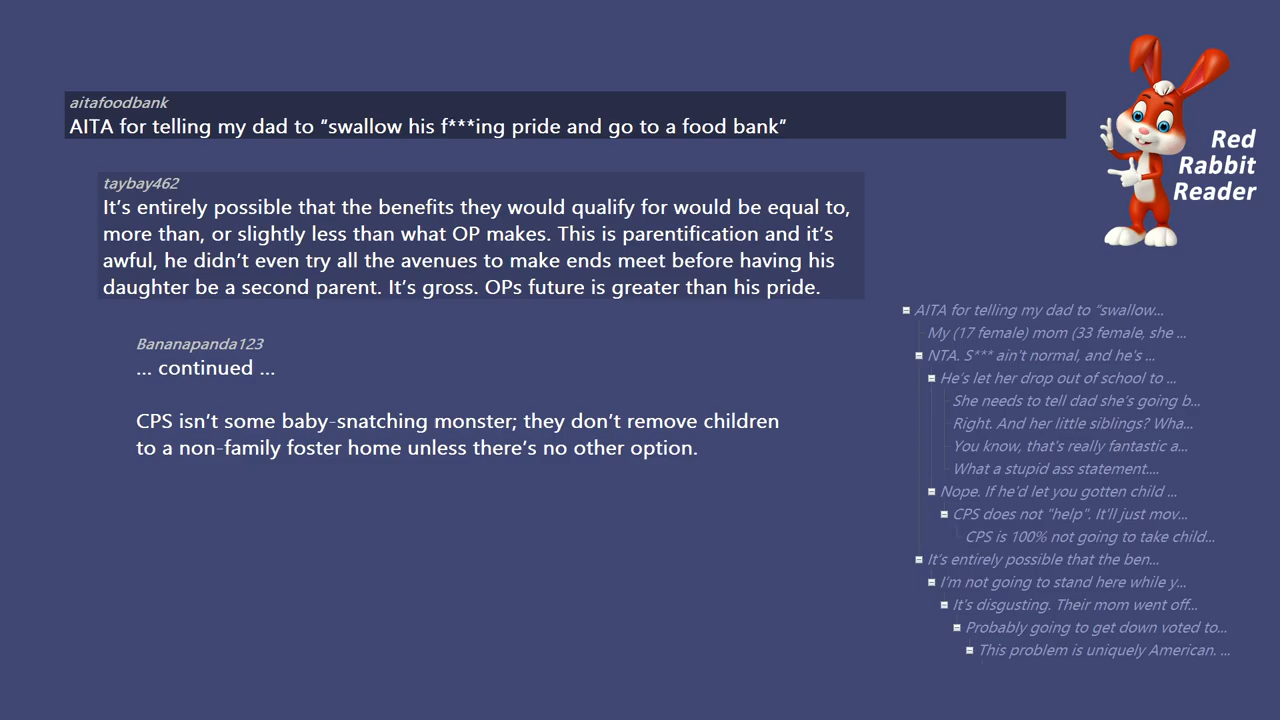 aitafoodbank
AITA for telling my dad to “swallow his f***ing pride and go to a food bank”
taybay462
It’s entirely possible that the benefits they would qualify for would be equal to,
more than, or slightly less than what OP makes. This is parentification and it’s
awful, he didn’t even try all the avenues to make ends meet before having his
daughter be a second parent. It’s gross. OPs future is greater than his pride.
Bananapanda123
... continued ...
CPS isn’t some baby-snatching monster; they don’t remove children
to a non-family foster home unless there’s no other option.
Red
Rabbit
Reader
AITA for telling my dad to “swallow...
My (17 female) mom (33 female, she ...
NTA. S*** ain't normal, and he's ...
He’s let her drop out of school to ...
She needs to tell dad she’s going b...
Right. And her little siblings? Wha...
You know, that's really fantastic a...
What a stupid ass statement....
Nope. If he'd let you gotten child ...
CPS does not "help". It'll just mov...
CPS is 100% not going to take child...
It’s entirely possible that the ben...
I’m not going to stand here while y...
It's disgusting. Their mom went off...
Probably going to get down voted to...
This problem is uniquely American. ...